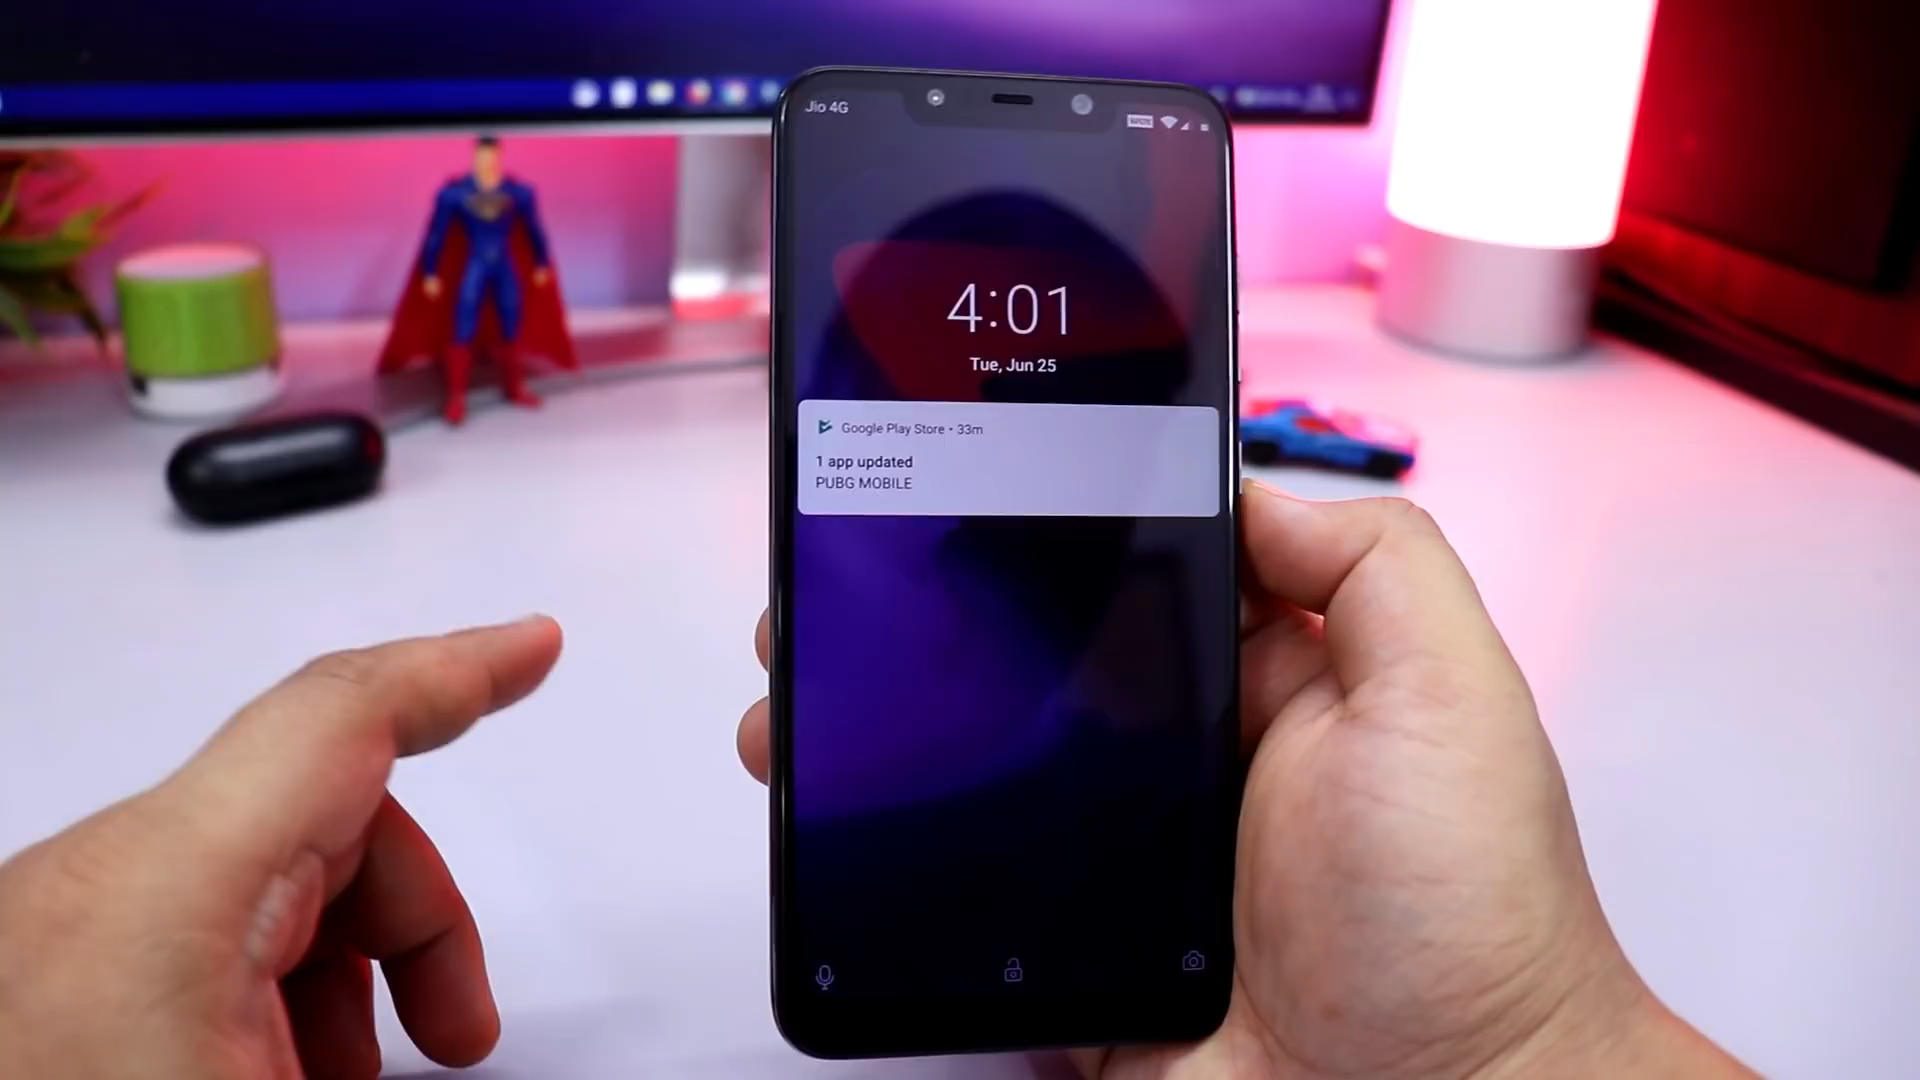 Jio 4G
4:01
Tue, Jun 25
Google Play Store • 33m
1 app updated
PUBG MOBILE